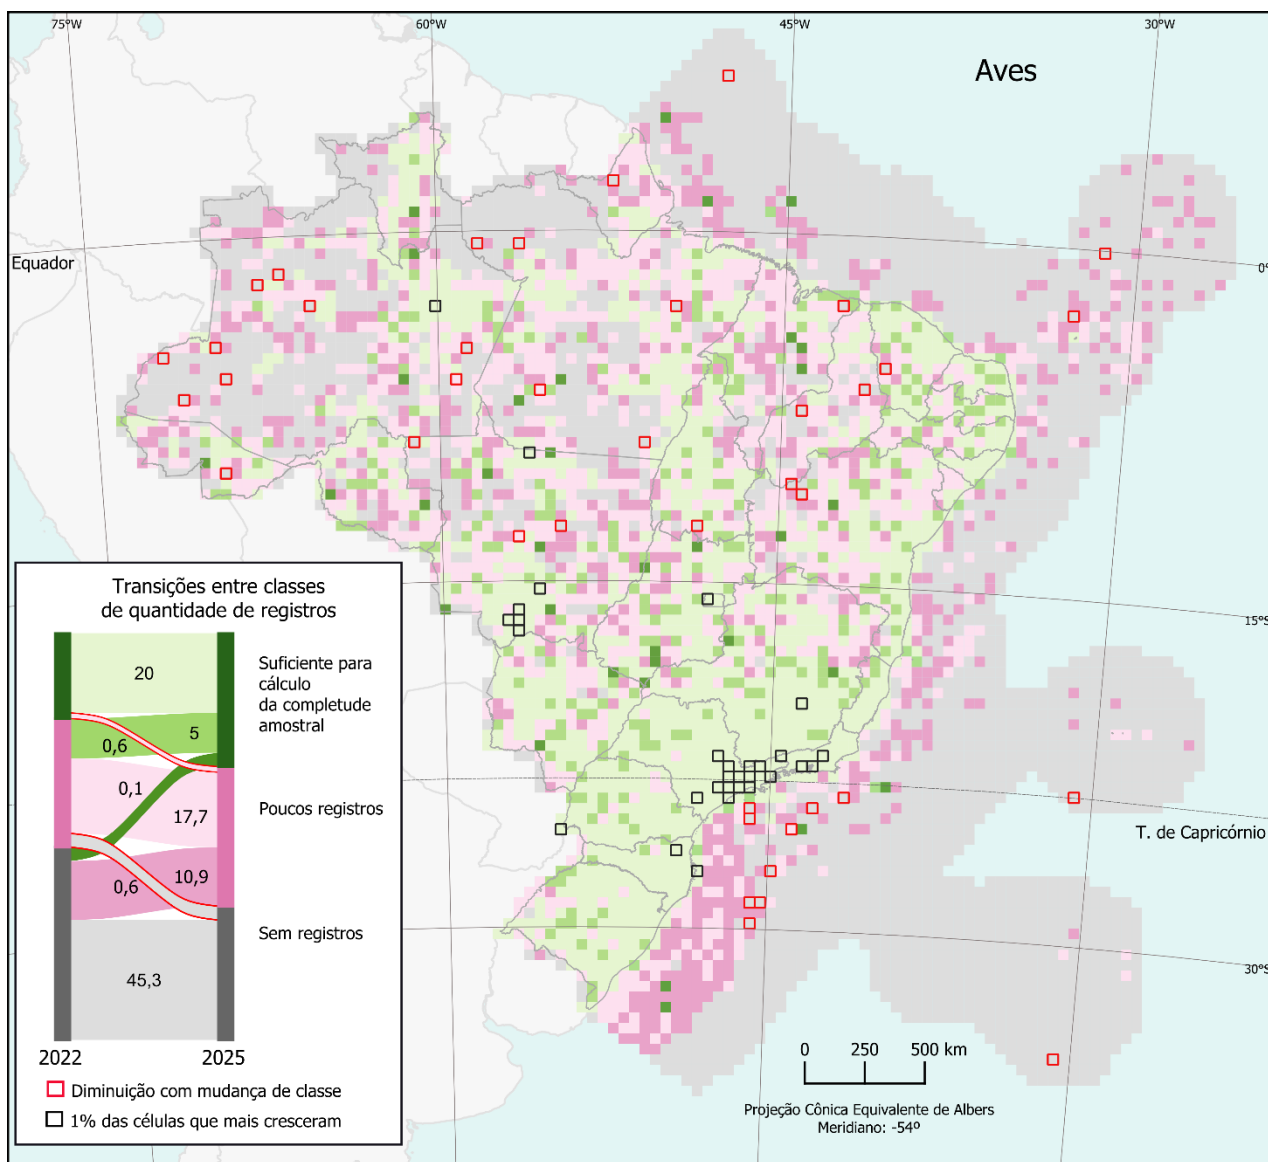 75°W
60°W
45°W
30°W
Aves
Equador
0°
15°S
T. de Capricórnio
30°S
Transições entre classes
de quantidade de registros
20
0,6
5
0,1
17,7
0,6
10,9
45,3
Suficiente para
cálculo
da completude
amostral
Poucos registros
Sem registros
2022
2025
Diminuição com mudança de classe
1% das células que mais cresceram
0
250
500 km
Projeção Cônica Equivalente de Albers
Meridiano: -54º